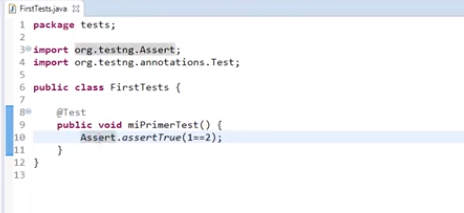 FirstTests.java
1 package tests;
2
3 import org.testng.Assert;
4 import org.testng.annotations.Test;
5
6 public class FirstTests {
7
8 @Test
9 public void miPrimerTest() {
10 Assert.assertTrue(1==2);
11 }
12 }
13